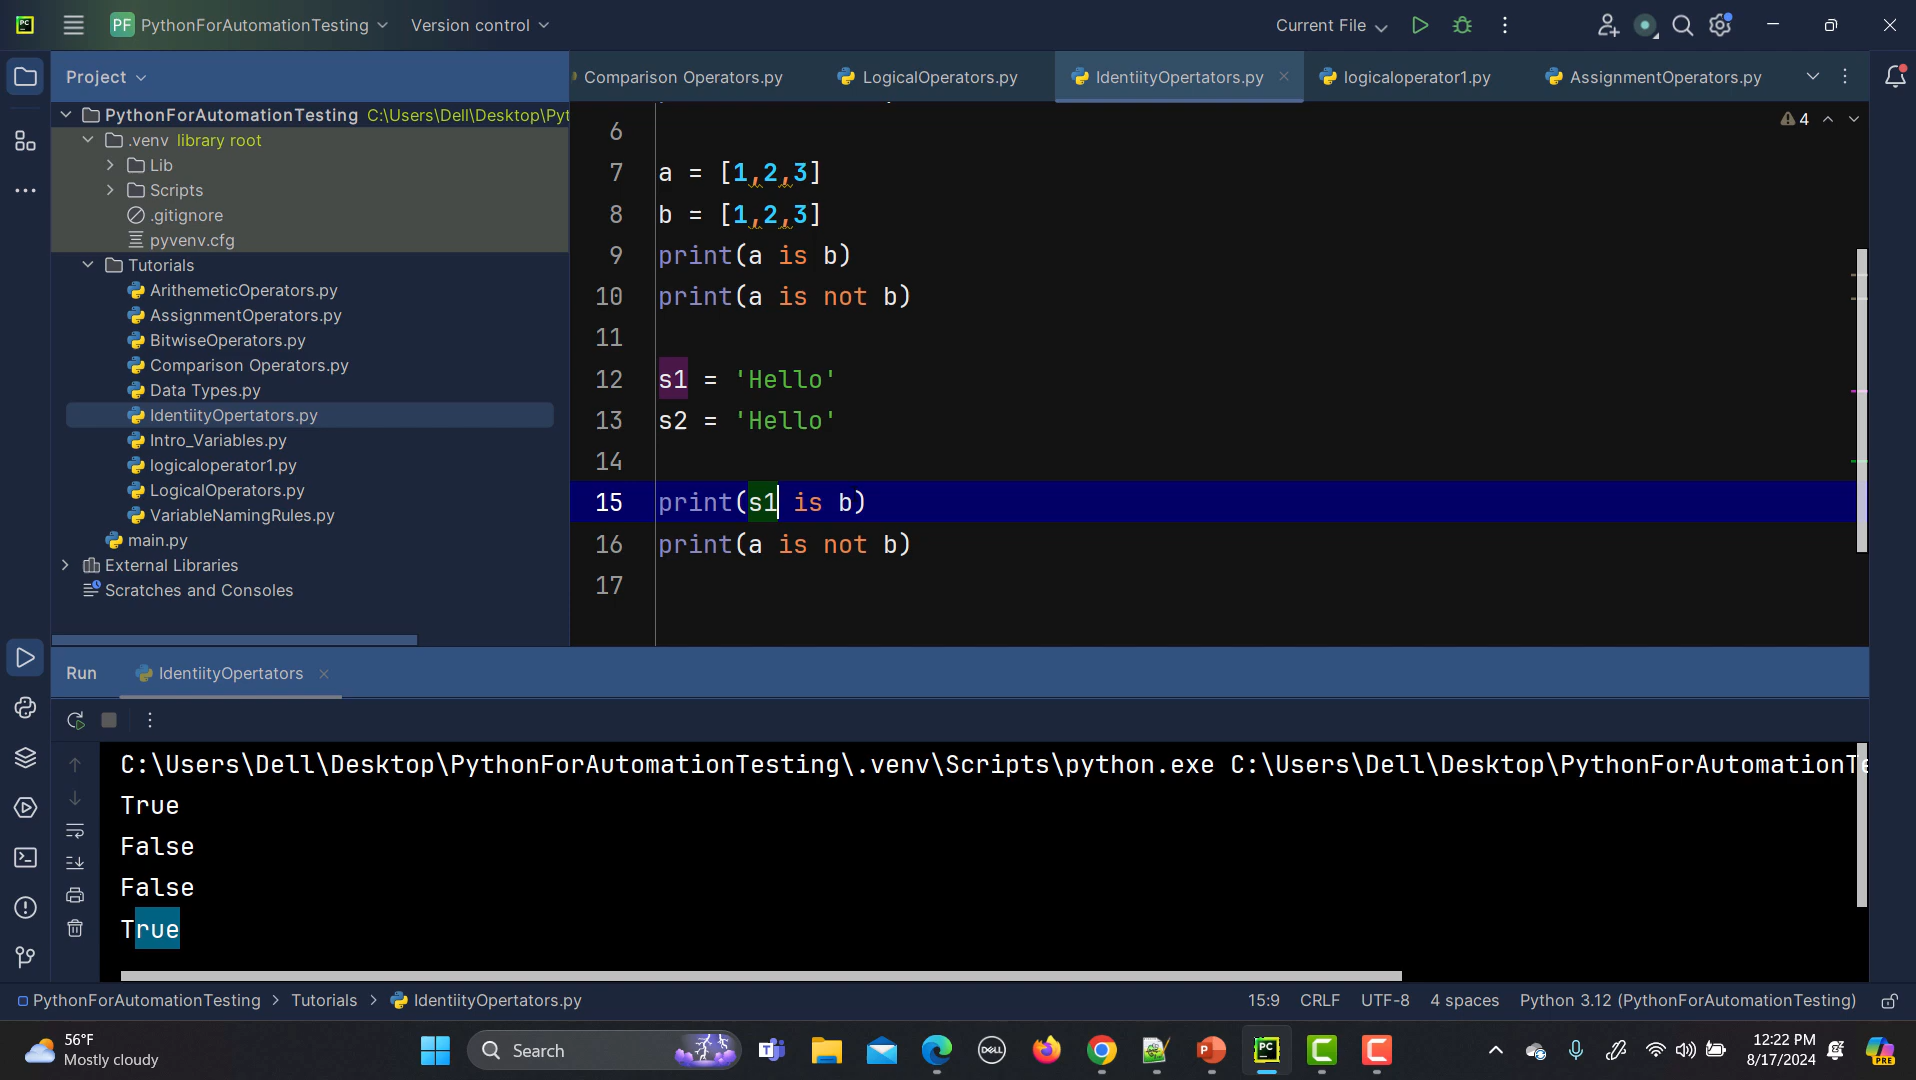 PC
PF PythonForAutomationTesting
Version control
Current File
Project
Comparison Operators.py
LogicalOperators.py
IdentiityOpertators.py
logicaloperator1.py
AssignmentOperators.py
PythonForAutomationTesting C:\Users\Dell\Desktop\Pyt
.venv library root
Lib
Scripts
.gitignore
pyvenv.cfg
Tutorials
ArithemeticOperators.py
AssignmentOperators.py
BitwiseOperators.py
Comparison Operators.py
Data Types.py
IdentiityOpertators.py
Intro_Variables.py
logicaloperator1.py
LogicalOperators.py
VariableNamingRules.py
main.py
External Libraries
Scratches and Consoles
4
6
7 a = [1,2,3]
8 b = [1,2,3]
9 print(a is b)
10 print(a is not b)
11
12 s1 = 'Hello'
13 s2 = 'Hello'
14
15 print(s1 is b)
16 print(a is not b)
17
Run
IdentiityOpertators
C:\Users\Dell\Desktop\PythonForAutomationTesting\.venv\Scripts\python.exe C:\Users\Dell\Desktop\PythonForAutomationTe
True
False
False
True
PythonForAutomationTesting > Tutorials > IdentiityOpertators.py
15:9 CRLF UTF-8 4 spaces Python 3.12 (PythonForAutomationTesting)
56°F
Mostly cloudy
Search
DELL
PC
C
C
12:22 PM
8/17/2024
PRE